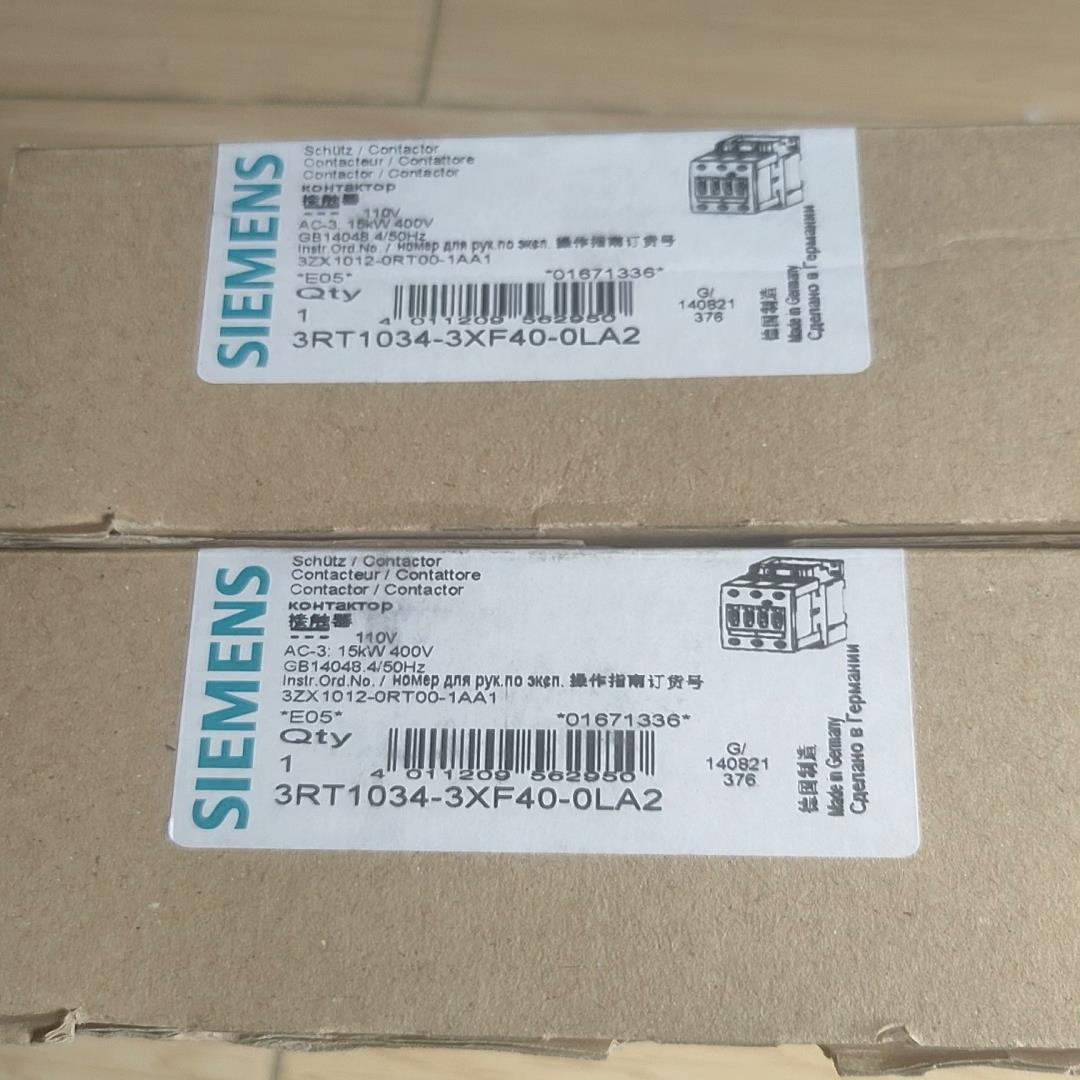 SIEMENS
Schütz / Contactor
Contacteur / Contattore
Contactor / Contactor
контактор
接触器
--- 110V
AC-3: 15kW 400V
GB14048.4/50Hz
Instr.Ord.No. / номер для рук.по эксп. 操作指南订货号
3ZX1012-0RT00-1AA1
*E05* *01671336*
Qty
1
4 011209 562950
3RT1034-3XF40-0LA2
G/
140821
376
德国制造
Made in Germany
Сделано в Германии
SIEMENS
Schütz / Contactor
Contacteur / Contattore
Contactor / Contactor
контактор
接触器
--- 110V
AC-3: 15kW 400V
GB14048.4/50Hz
Instr.Ord.No. / номер для рук.по эксп. 操作指南订货号
3ZX1012-0RT00-1AA1
*E05* *01671336*
Qty
1
4 011209 562950
3RT1034-3XF40-0LA2
G/
140821
376
德国制造
Made in Germany
Сделано в Германии